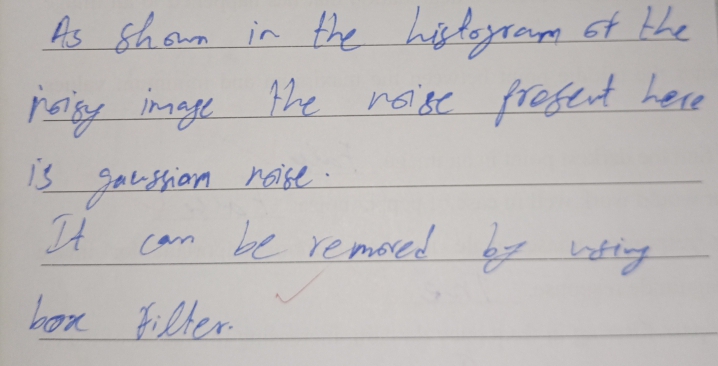 As shown in the histogram of the
noisy image the noise present here
is gaussian noise.
It can be removed by using
box filter.